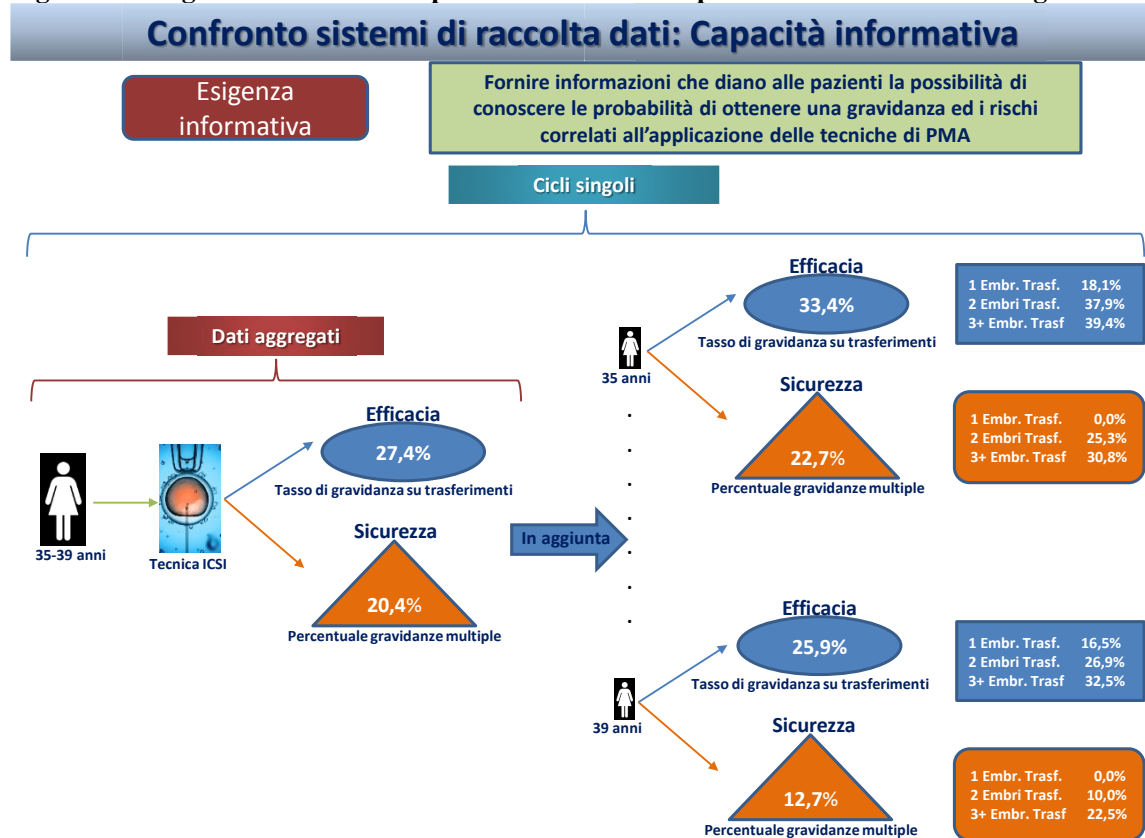 Confronto sistemi di raccolta dati: Capacità informativa
Esigenza
informativa
Fornire informazioni che diano alle pazienti la possibilità di
conoscere le probabilità di ottenere una gravidanza ed i rischi
correlati all'applicazione delle tecniche di PMA
Cicli singoli
Dati aggregati
35-39 anni
Tecnica ICSI
Efficacia
27,4%
Tasso di gravidanza su trasferimenti
Sicurezza
20,4%
Percentuale gravidanze multiple
In aggiunta
35 anni
Efficacia
33,4%
Tasso di gravidanza su trasferimenti
1 Embr. Trasf. 18,1%
2 Embri Trasf. 37,9%
3+ Embr. Trasf 39,4%
Sicurezza
22,7%
Percentuale gravidanze multiple
1 Embr. Trasf. 0,0%
2 Embri Trasf. 25,3%
3+ Embr. Trasf 30,8%
.
.
.
.
.
.
.
39 anni
Efficacia
25,9%
Tasso di gravidanza su trasferimenti
1 Embr. Trasf. 16,5%
2 Embri Trasf. 26,9%
3+ Embr. Trasf 32,5%
Sicurezza
12,7%
Percentuale gravidanze multiple
1 Embr. Trasf. 0,0%
2 Embri Trasf. 10,0%
3+ Embr. Trasf 22,5%